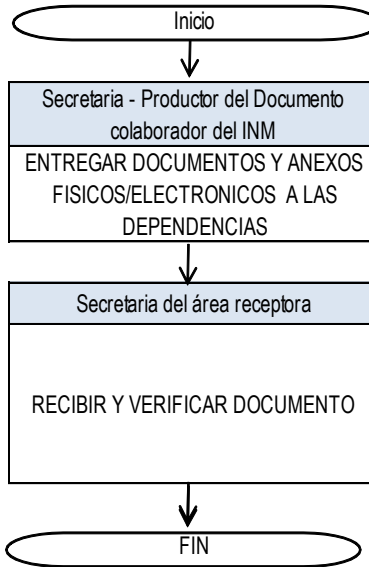 Inicio
Secretaria - Productor del Documento
colaborador del INM
ENTREGAR DOCUMENTOS Y ANEXOS
FISICOS/ELECTRONICOS A LAS
DEPENDENCIAS
Secretaria del área receptora
RECIBIR Y VERIFICAR DOCUMENTO
FIN